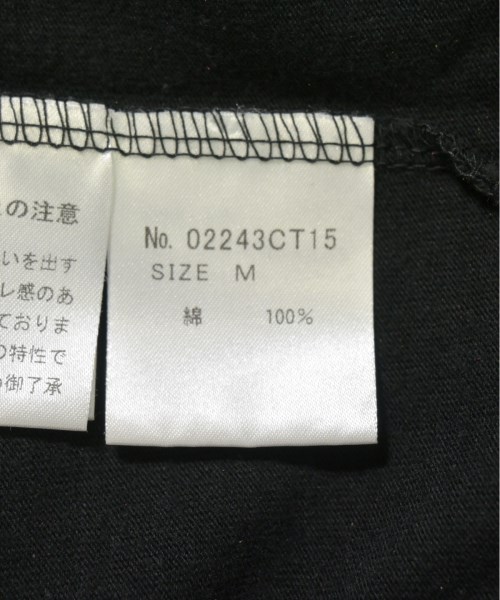 の注意
いを出す
レ感のあ
ておりま
の特性で
御了承
No. 02243CT15
SIZE M
綿 100%